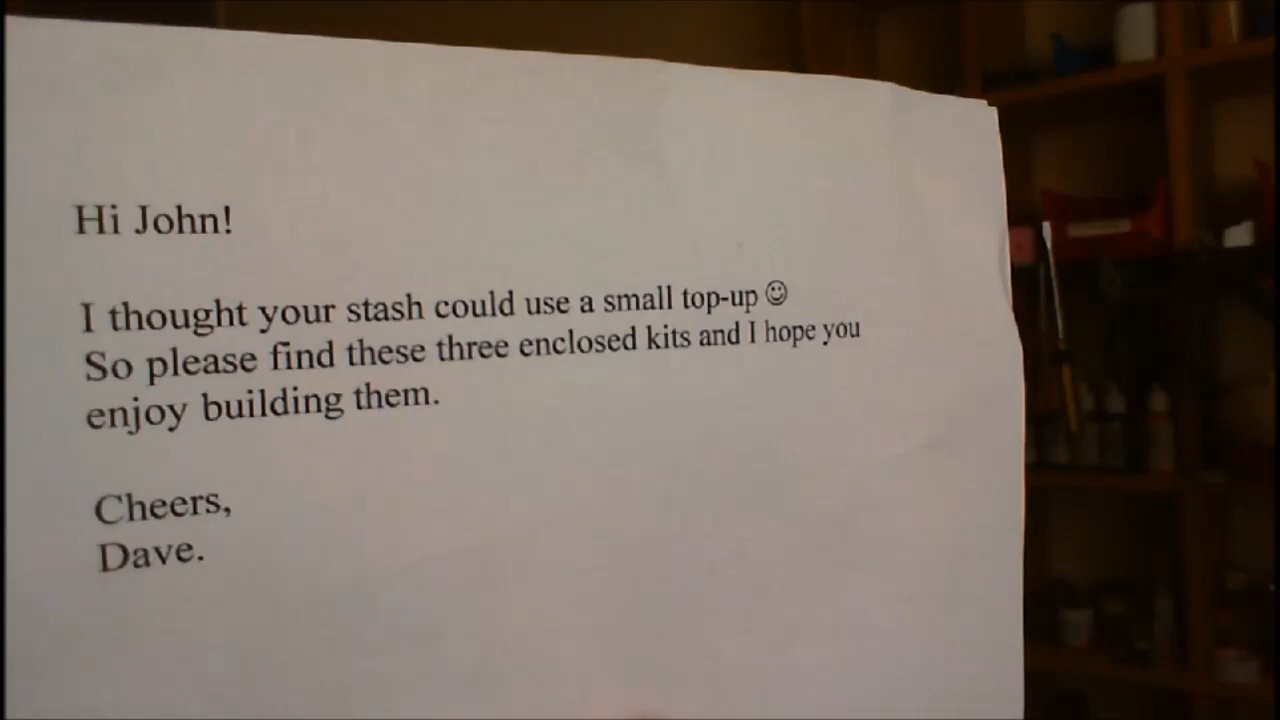 Hi John!
I thought your stash could use a small top-up ☺
So please find these three enclosed kits and I hope you
enjoy building them.
Cheers,
Dave.